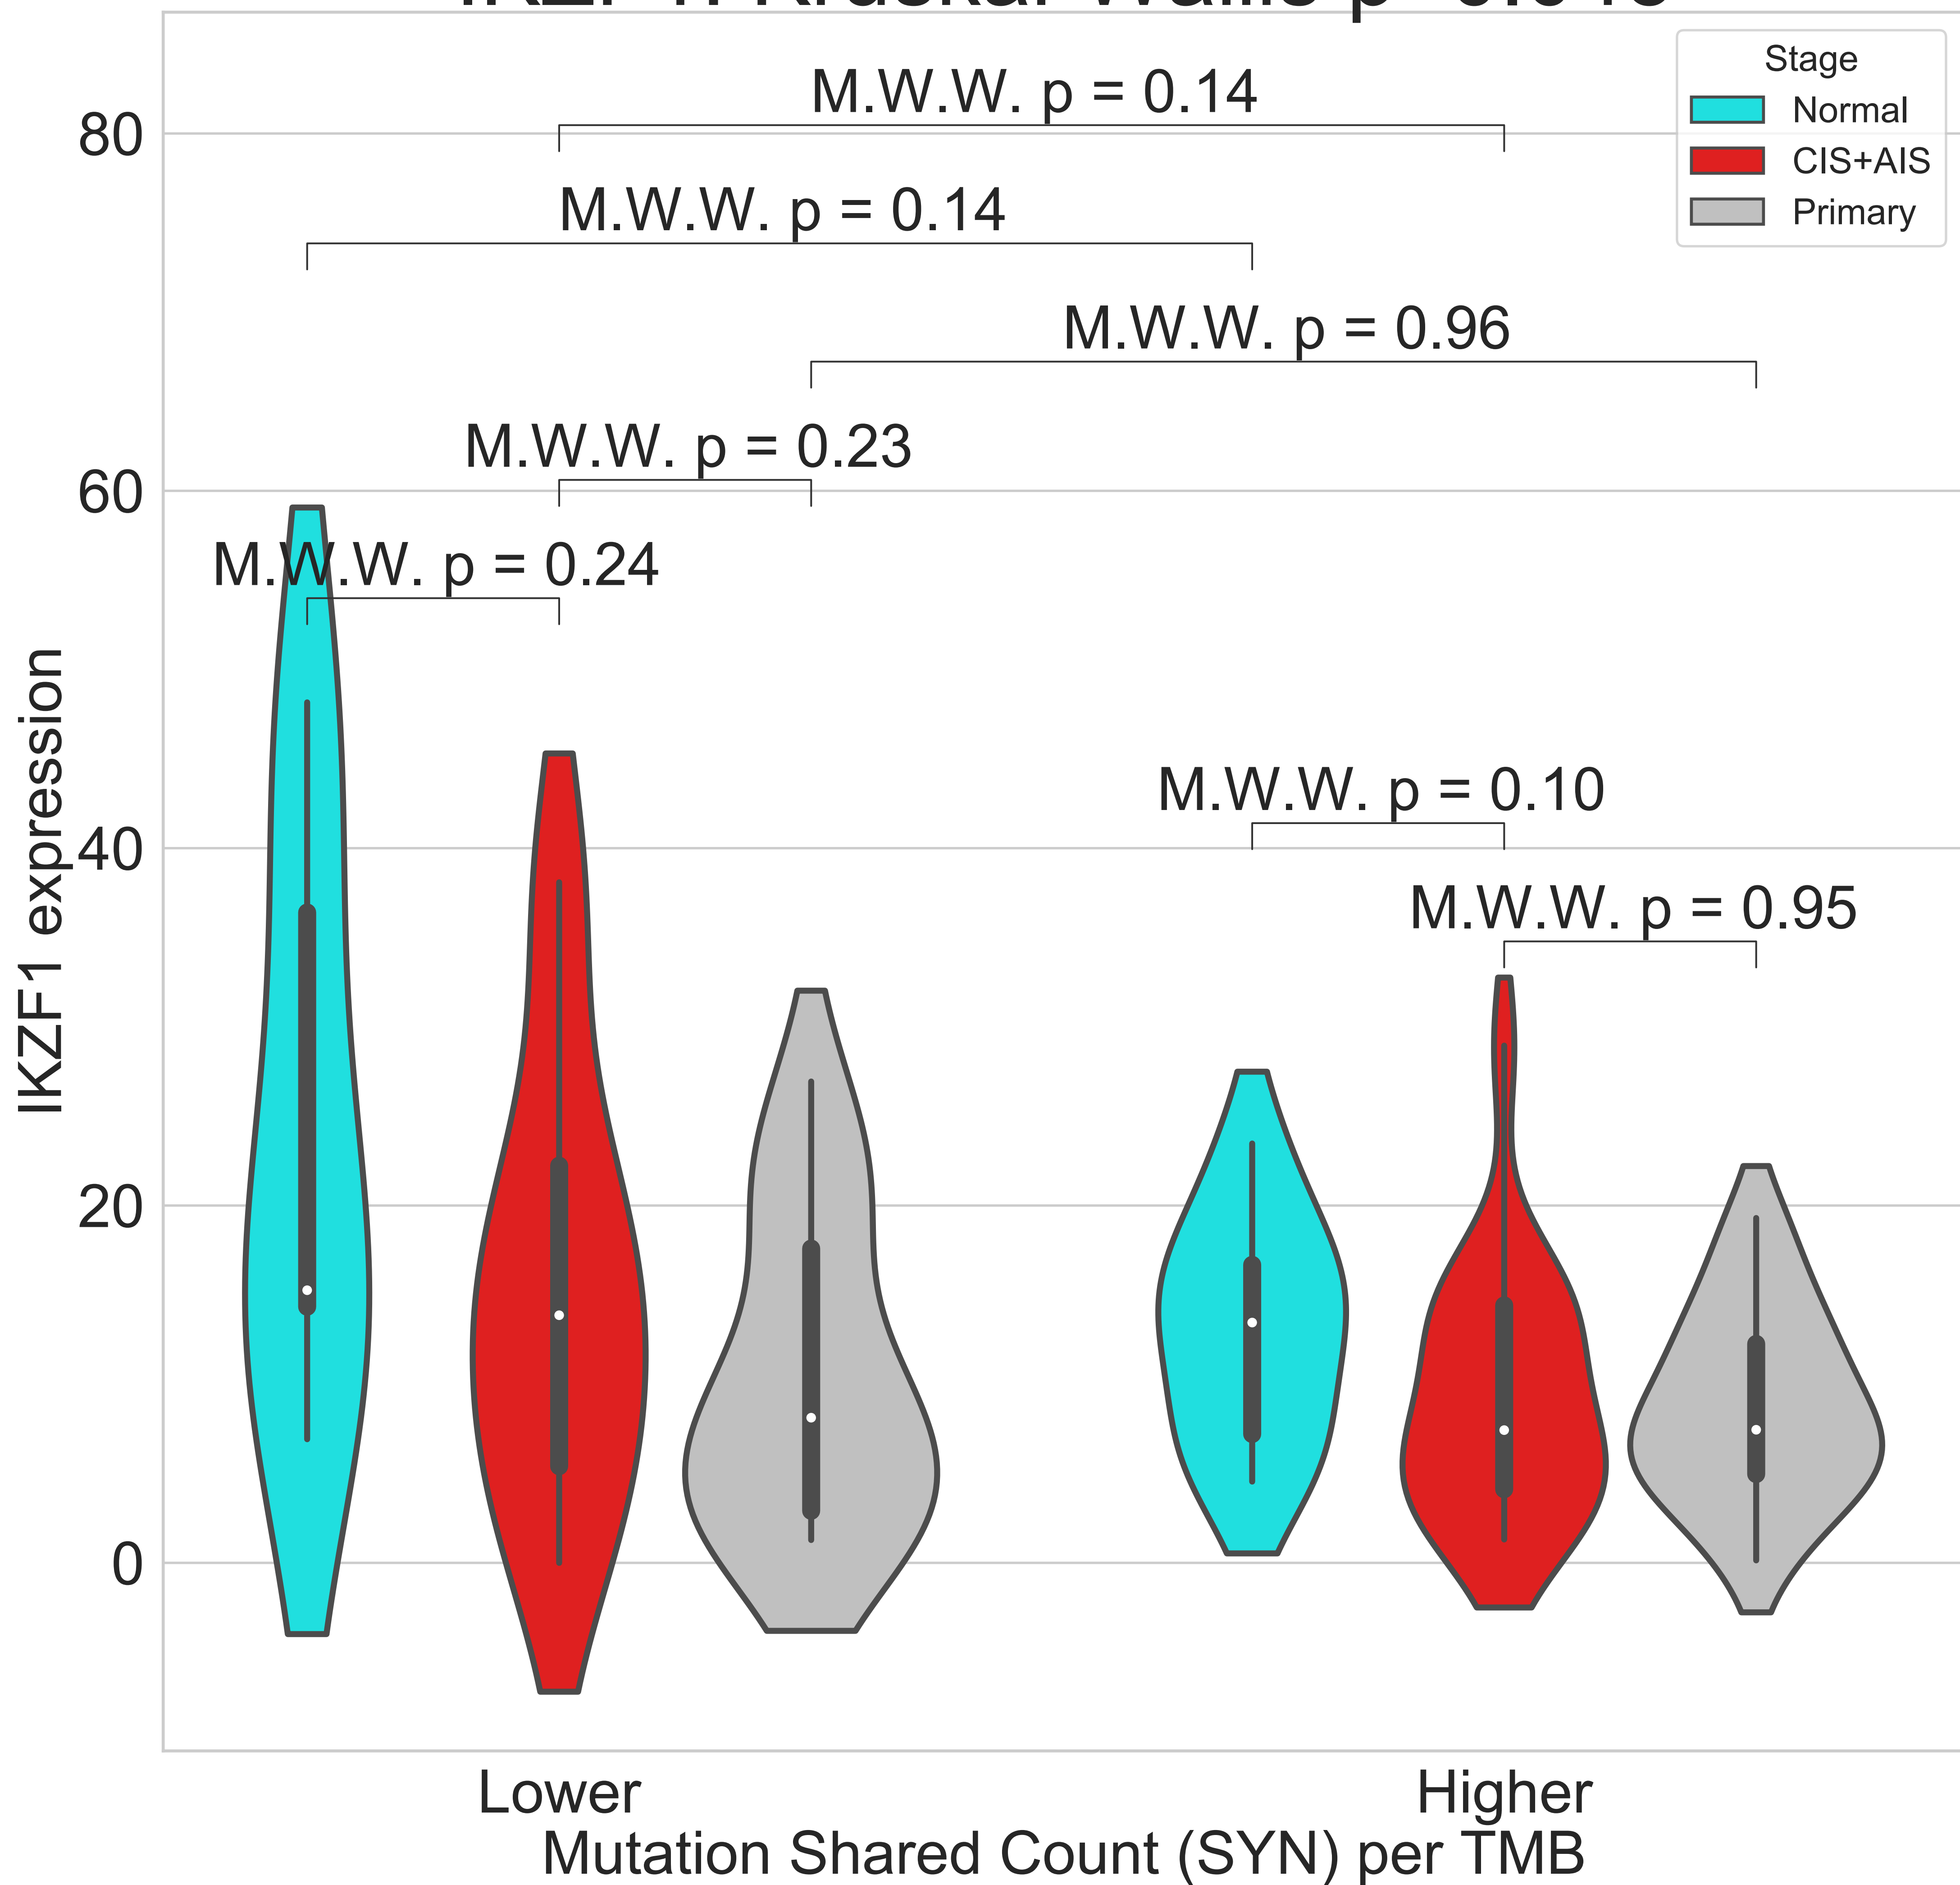 Stage
Normal
CIS+AIS
Primary
M.W.W. p = 0.14
M.W.W. p = 0.14
M.W.W. p = 0.96
M.W.W. p = 0.23
M.W.W. p = 0.24
M.W.W. p = 0.10
M.W.W. p = 0.95
80
60
40
20
0
IKZF1 expression
Lower
Higher
Mutation Shared Count (SYN) per TMB